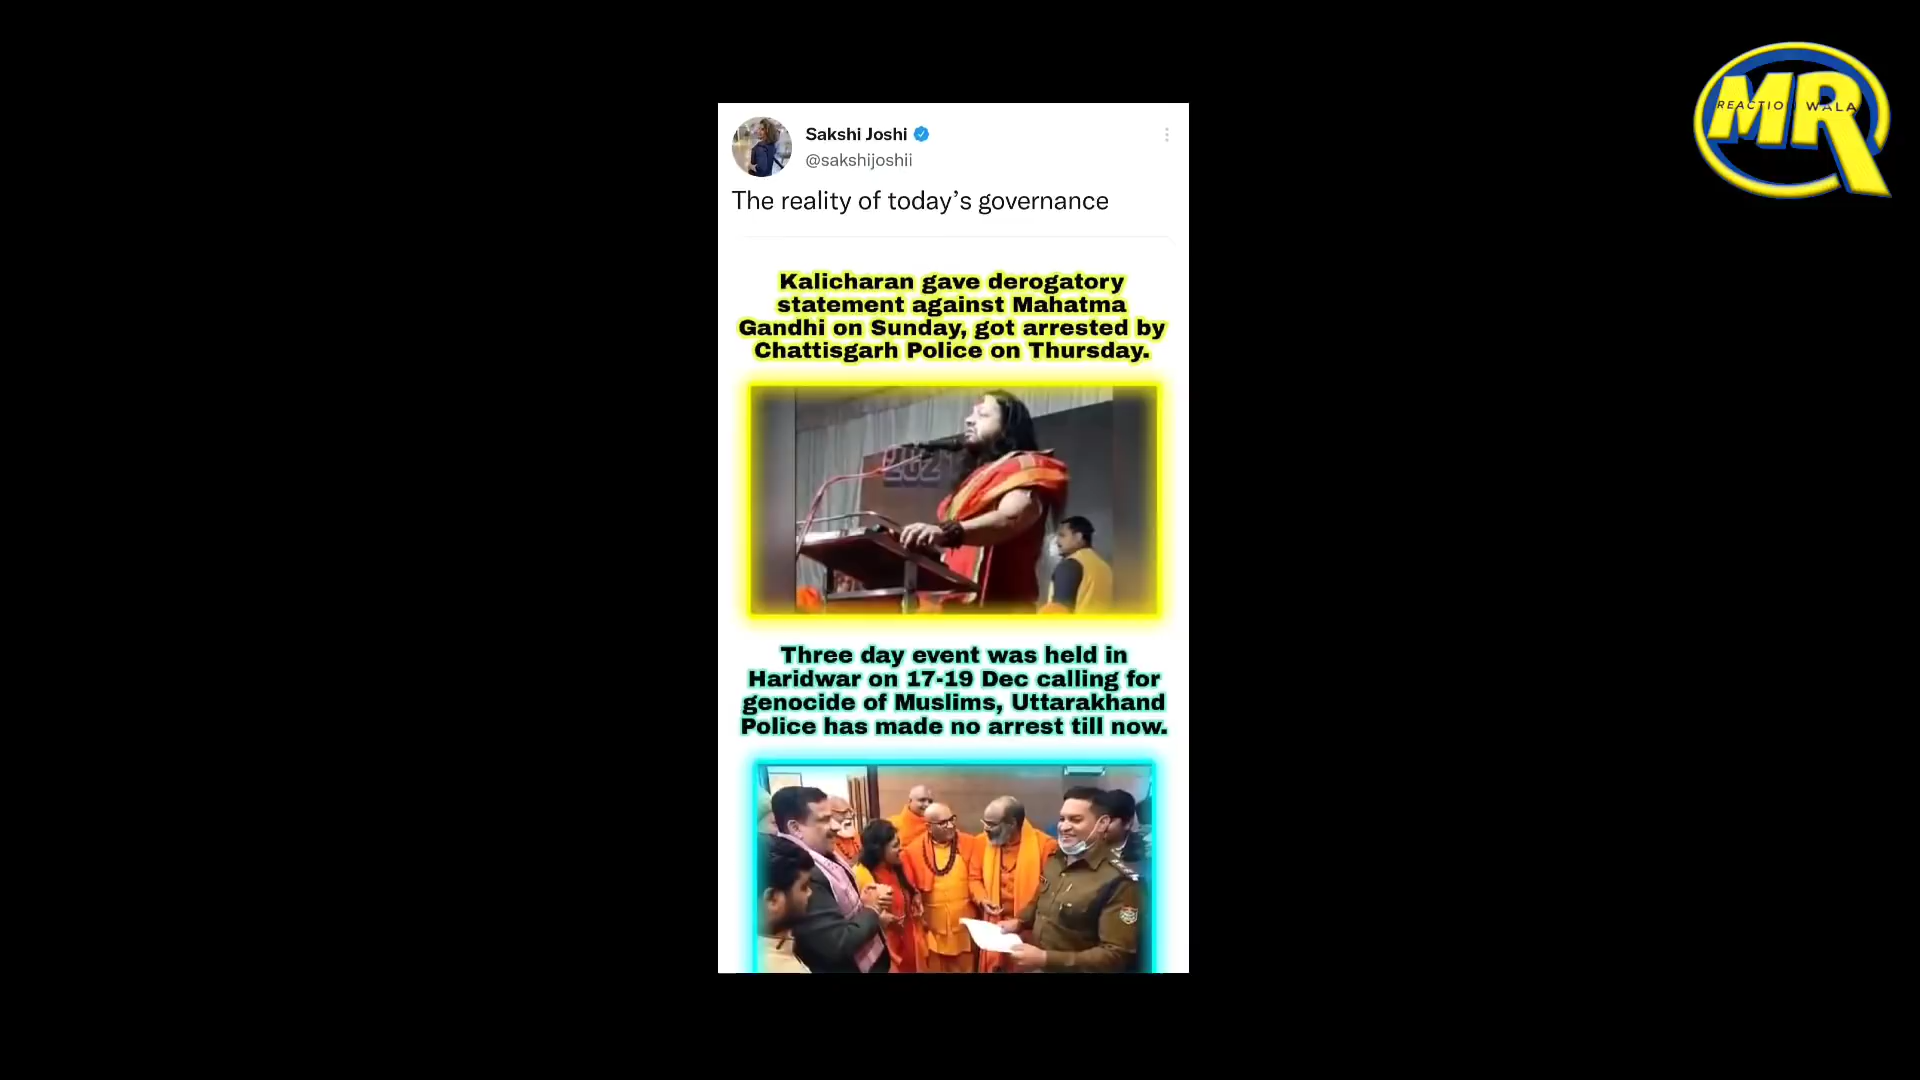 MR
REACTION WALA
Sakshi Joshi
@sakshijoshii
The reality of today’s governance
Kalicharan gave derogatory
statement against Mahatma
Gandhi on Sunday, got arrested by
Chattisgarh Police on Thursday.
202
Three day event was held in
Haridwar on 17-19 Dec calling for
genocide of Muslims, Uttarakhand
Police has made no arrest till now.